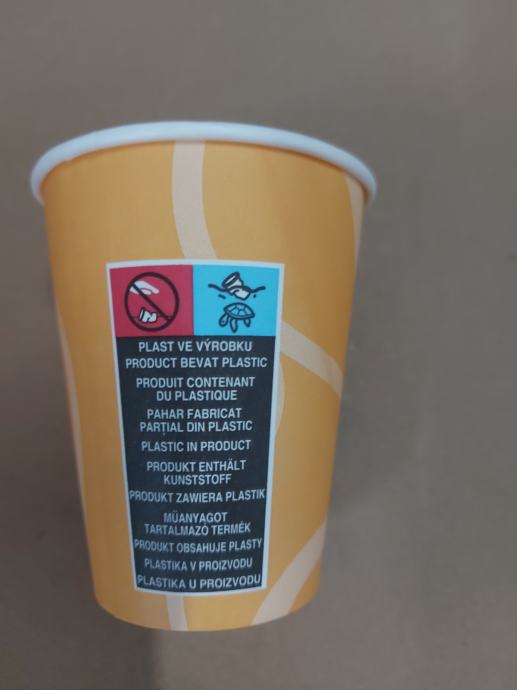 PLAST VE VÝROBKU
PRODUCT BEVAT PLASTIC
PRODUIT CONTENANT
DU PLASTIQUE
PAHAR FABRICAT
PARȚIAL DIN PLASTIC
PLASTIC IN PRODUCT
PRODUKT ENTHÄLT
KUNSTSTOFF
PRODUKT ZAWIERA PLASTIK
MŰANYAGOT
TARTALMAZÓ TERMÉK
PRODUKT OBSAHUJE PLASTY
PLASTIKA V PROIZVODU
PLASTIKA U PROIZVODU